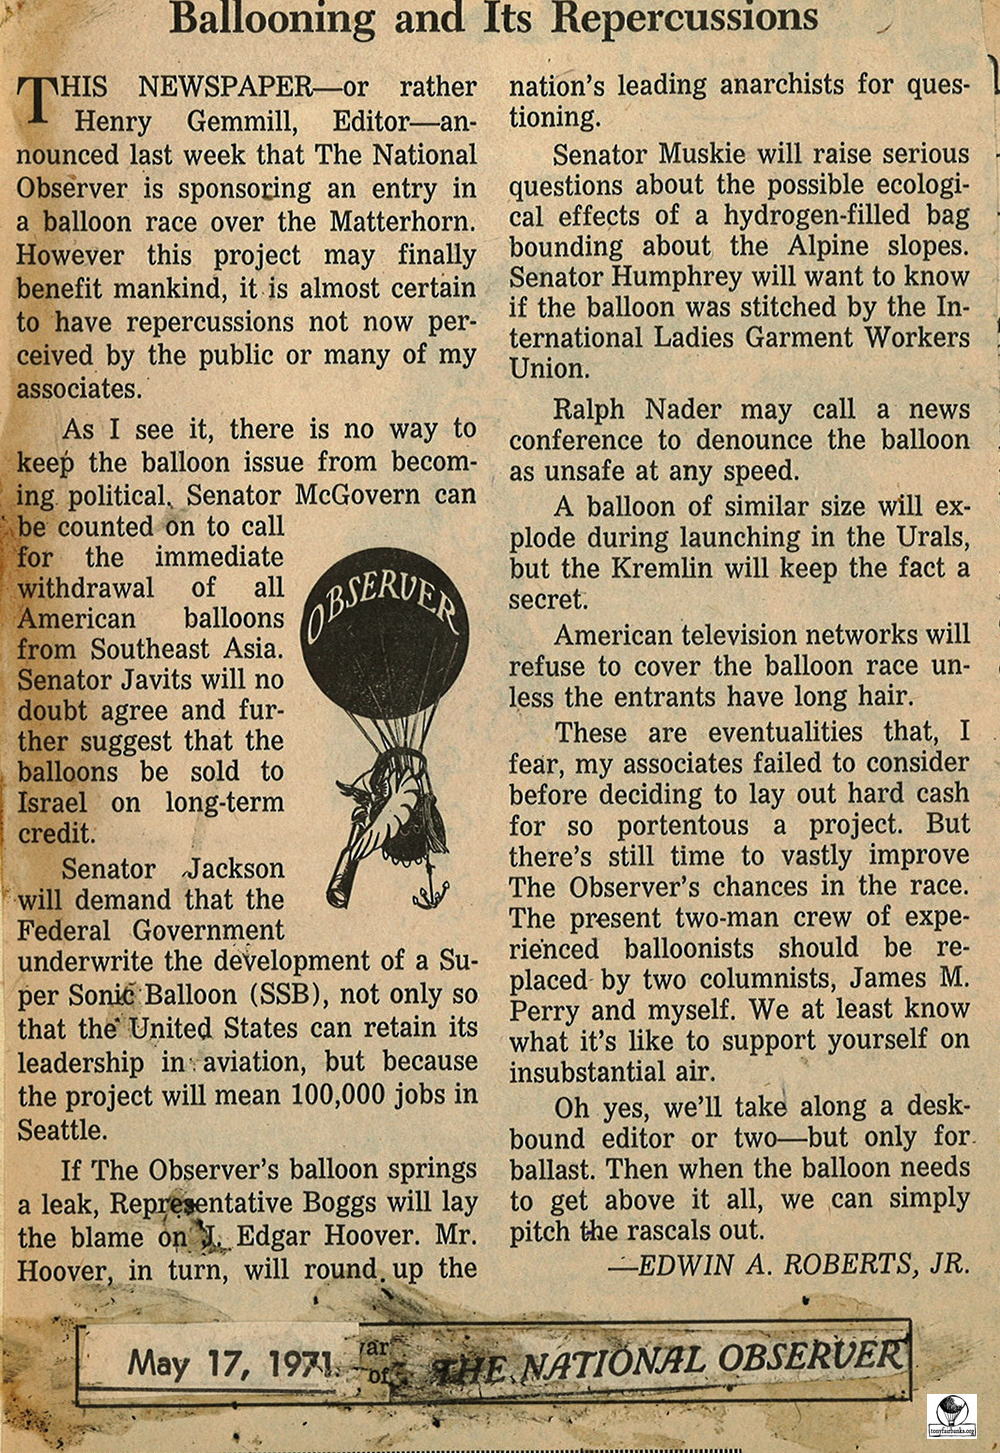 Ballooning and Its Repercussions
THIS NEWSPAPER—or rather
Henry Gemmill, Editor—an-
nounced last week that The National
Observer is sponsoring an entry in
a balloon race over the Matterhorn.
However this project may finally
benefit mankind, it is almost certain
to have repercussions not now per-
ceived by the public or many of my
associates.
As I see it, there is no way to
keep the balloon issue from becom-
ing political. Senator McGovern can
be counted on to call
for the immediate
withdrawal of all
American balloons
from Southeast Asia.
Senator Javits will no
doubt agree and fur-
ther suggest that the
balloons be sold to
Israel on long-term
credit.
Senator Jackson
will demand that the
Federal Government
underwrite the development of a Su-
per Sonic Balloon (SSB), not only so
that the United States can retain its
leadership in aviation, but because
the project will mean 100,000 jobs in
Seattle.
If The Observer's balloon springs
a leak, Representative Boggs will lay
the blame on J. Edgar Hoover. Mr.
Hoover, in turn, will round up the
OBSERVER
nation's leading anarchists for ques-
tioning.
Senator Muskie will raise serious
questions about the possible ecologi-
cal effects of a hydrogen-filled bag
bounding about the Alpine slopes.
Senator Humphrey will want to know
if the balloon was stitched by the In-
ternational Ladies Garment Workers
Union.
Ralph Nader may call a news
conference to denounce the balloon
as unsafe at any speed.
A balloon of similar size will ex-
plode during launching in the Urals,
but the Kremlin will keep the fact a
secret.
American television networks will
refuse to cover the balloon race un-
less the entrants have long hair.
These are eventualities that, I
fear, my associates failed to consider
before deciding to lay out hard cash
for so portentous a project. But
there's still time to vastly improve
The Observer's chances in the race.
The present two-man crew of expe-
rienced balloonists should be re-
placed by two columnists, James M.
Perry and myself. We at least know
what it's like to support yourself on
insubstantial air.
Oh yes, we'll take along a desk-
bound editor or two—but only for
ballast. Then when the balloon needs
to get above it all, we can simply
pitch the rascals out.
—EDWIN A. ROBERTS, JR.
May 17, 1971
of
THE NATIONAL OBSERVER
tonyfairbanks.org